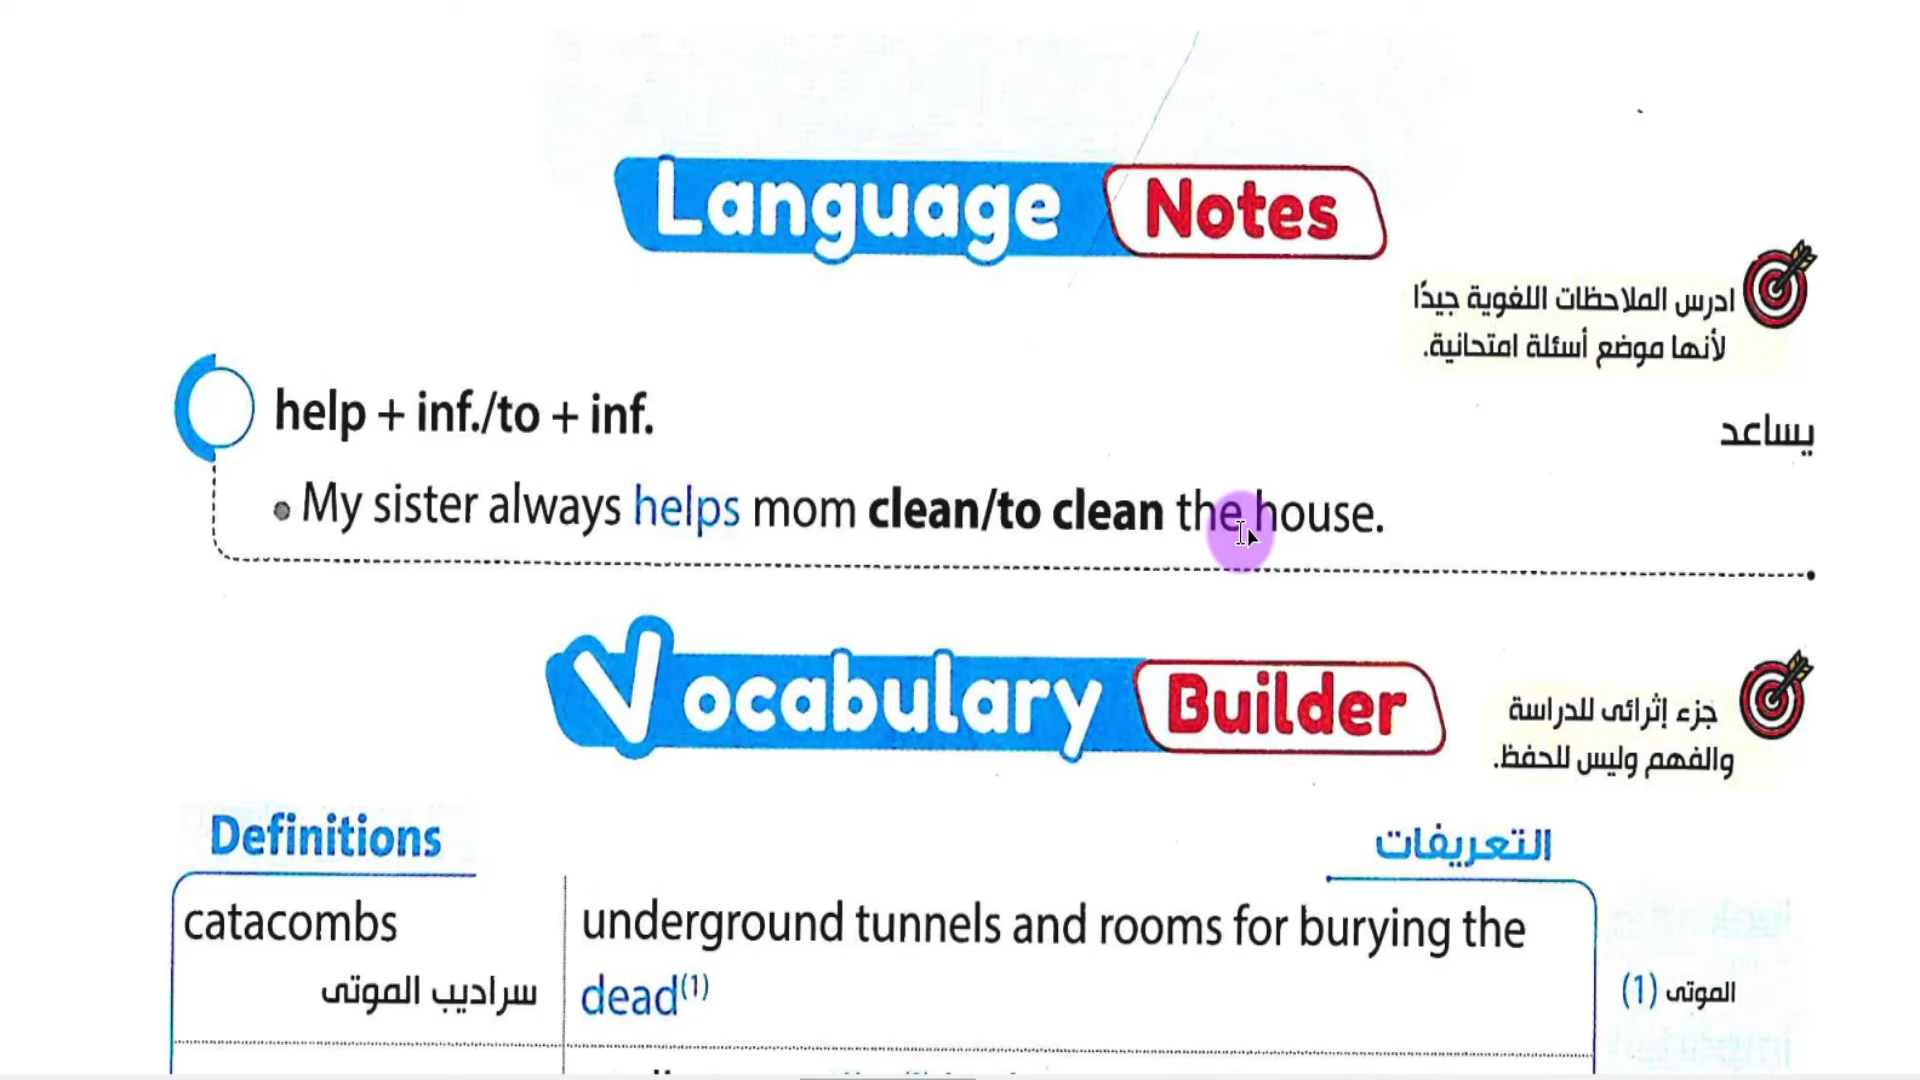 Language Notes
ادرس الملاحظات اللغوية جيدًا
لأنها موضع أسئلة امتحانية.
help + inf./to + inf.
يساعد
My sister always helps mom clean/to clean the house.
Vocabulary Builder
جزء إثرائى للدراسة
والفهم وليس للحفظ.
Definitions
التعريفات
catacombs
سراديب الموتى
underground tunnels and rooms for burying the
dead(1)
الموتى (1)